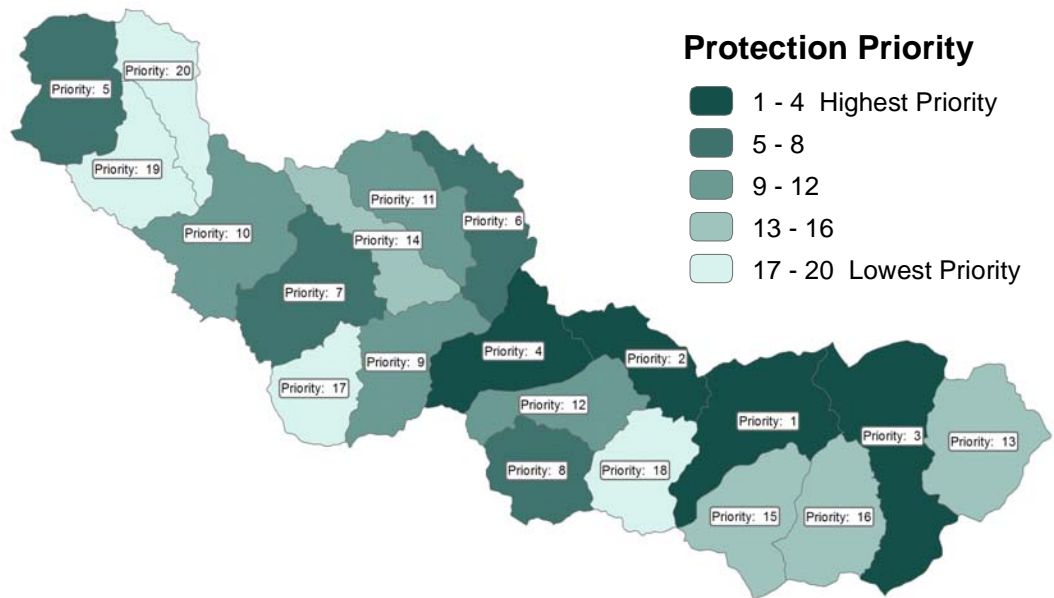 Protection Priority
1 - 4 Highest Priority
5 - 8
9 - 12
13 - 16
17 - 20 Lowest Priority
Priority: 20
Priority: 5
Priority: 19
Priority: 11
Priority: 6
Priority: 10
Priority: 14
Priority: 7
Priority: 4
Priority: 2
Priority: 9
Priority: 17
Priority: 12
Priority: 1
Priority: 3
Priority: 13
Priority: 8
Priority: 18
Priority: 15
Priority: 16